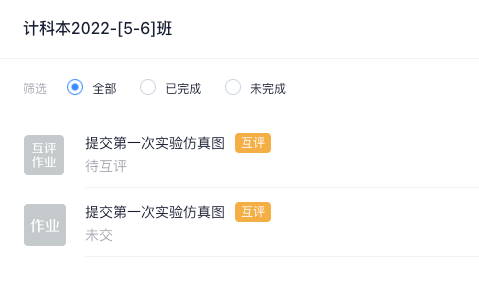 计科本2022-[5-6]班
筛选 全部 已完成 未完成
互评
作业
提交第一次实验仿真图 互评
待互评
作业
提交第一次实验仿真图 互评
未交